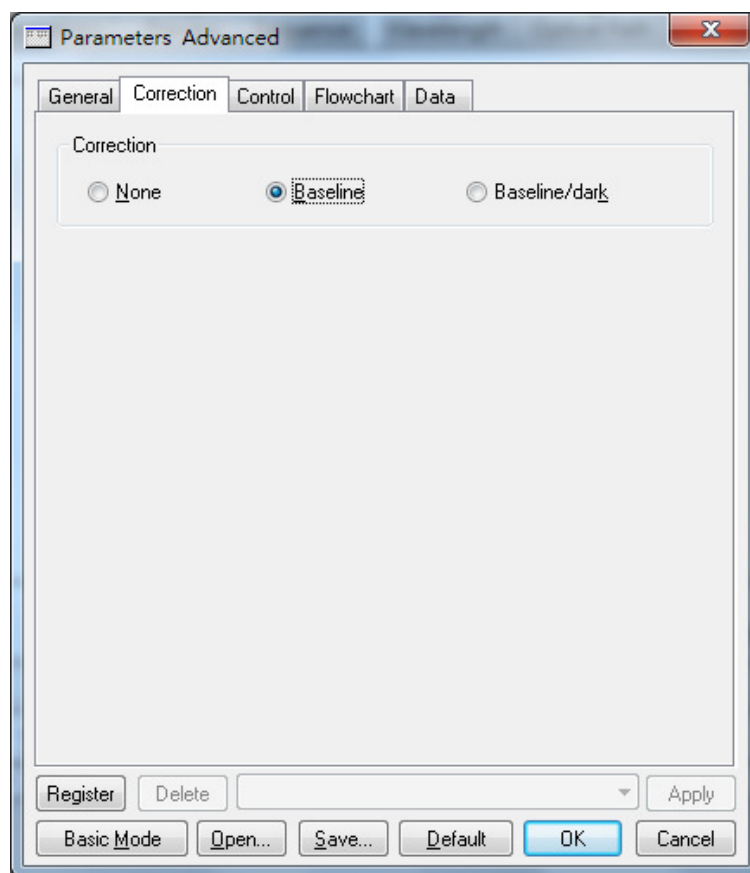 Parameters Advanced
General Correction Control Flowchart Data
Correction
None Baseline Baseline/dark
Register Delete Apply
Basic Mode Open... Save... Default OK Cancel